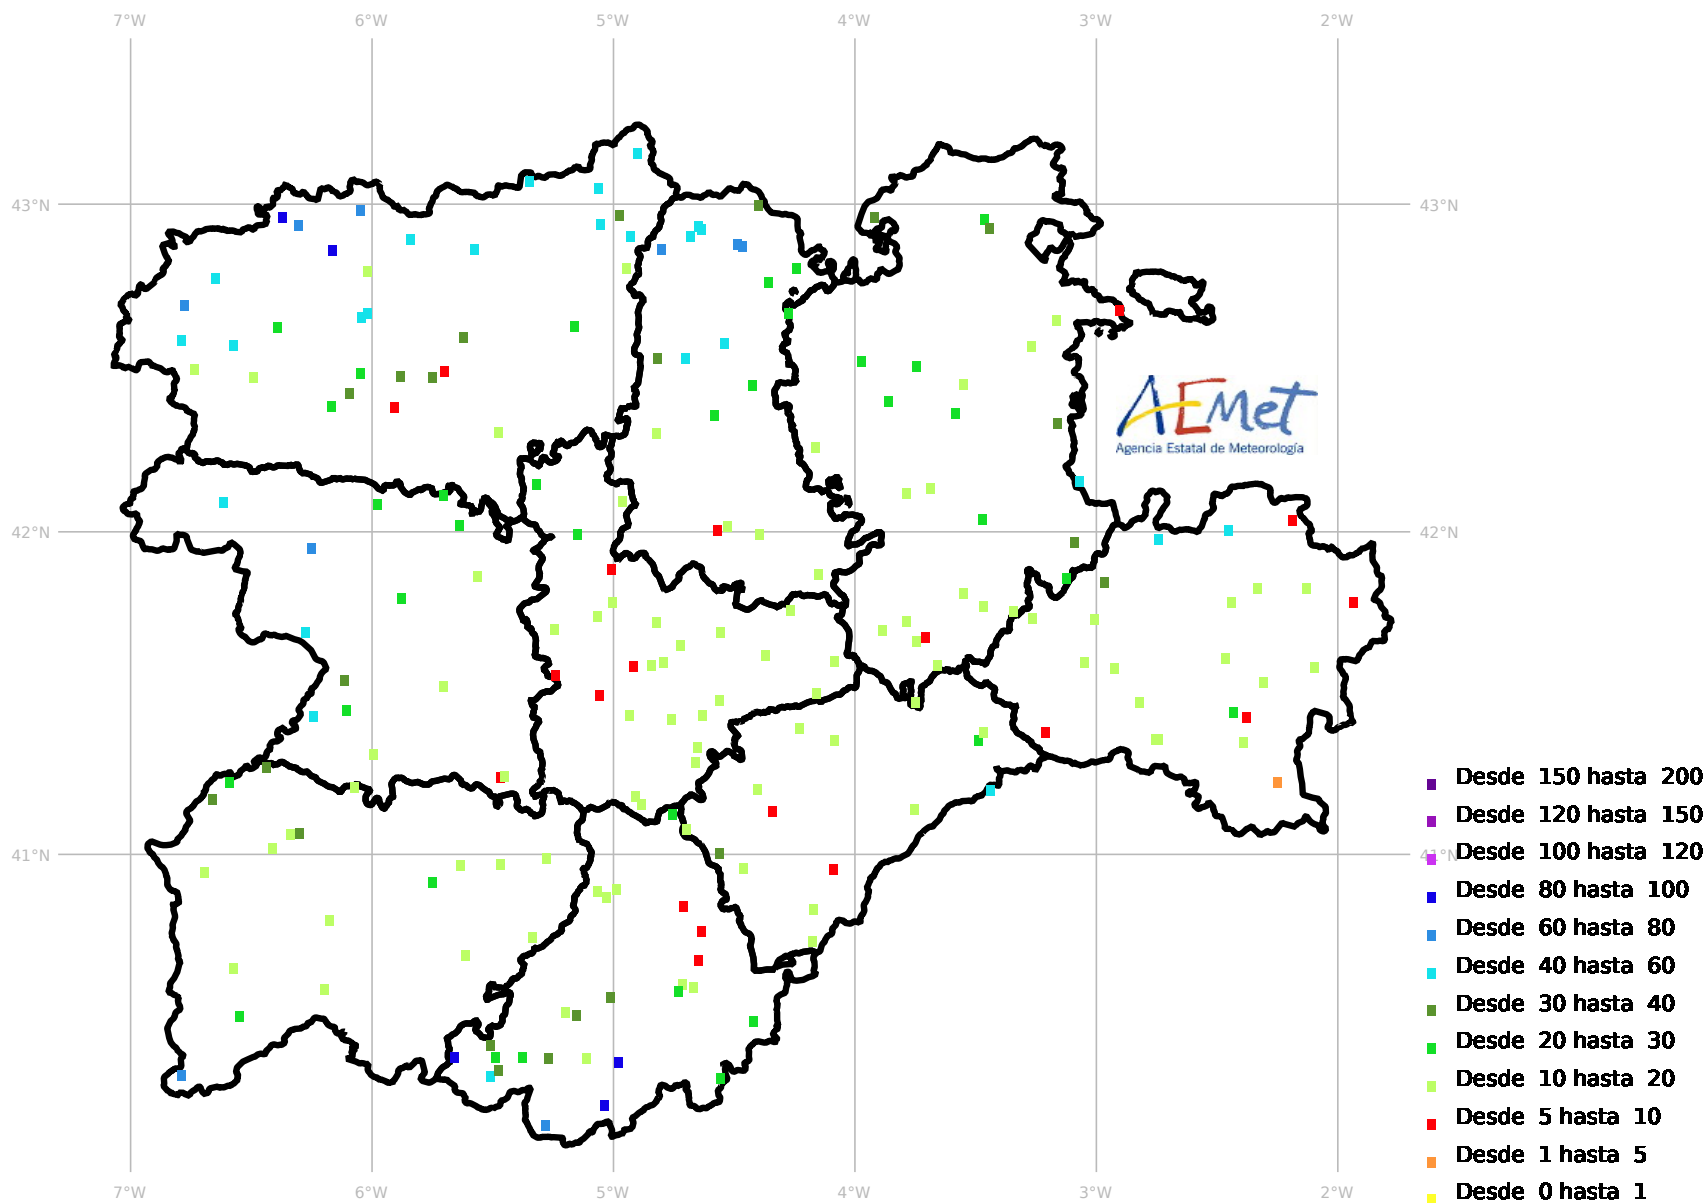 7°W 6°W 5°W 4°W 3°W 2°W
43°N 43°N
AEMet
Agencia Estatal de Meteorología
42°N 42°N
Desde 150 hasta 200
Desde 120 hasta 150
Desde 100 hasta 120
41°N 41°N
Desde 80 hasta 100
Desde 60 hasta 80
Desde 40 hasta 60
Desde 30 hasta 40
Desde 20 hasta 30
Desde 10 hasta 20
Desde 5 hasta 10
Desde 1 hasta 5
Desde 0 hasta 1
7°W 6°W 5°W 4°W 3°W 2°W